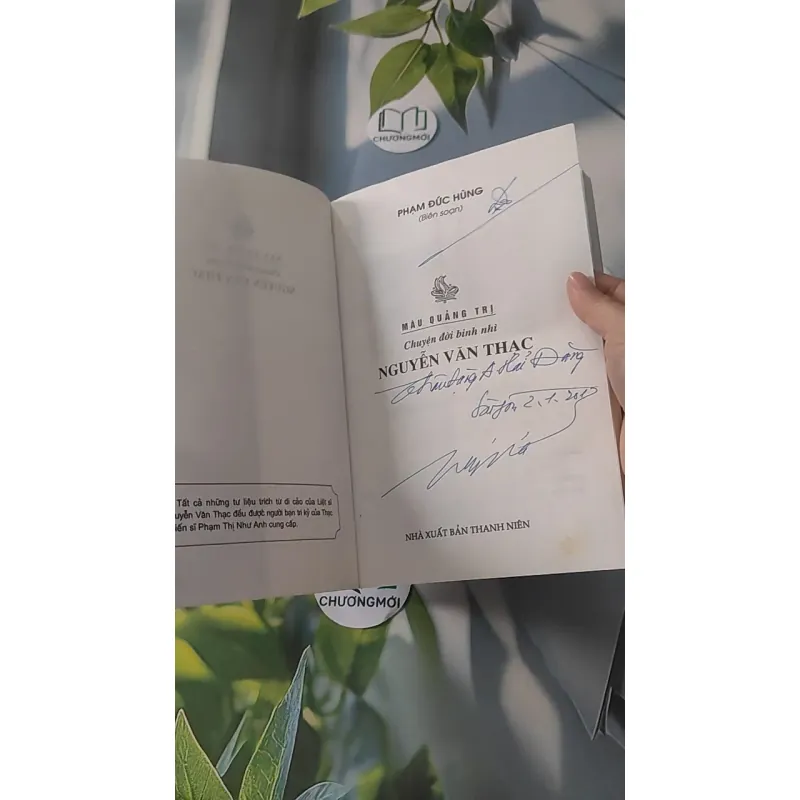 CHƯƠNGMỚI
PHẠM ĐỨC HÙNG
(Biên soạn)
MÀU QUẢNG TRỊ
Chuyện đời binh nhì
NGUYỄN VĂN THẠC
Hải Đăng
Sài gòn 2.1.20
NHÀ XUẤT BẢN THANH NIÊN
Tất cả những tư liệu trích từ di cảo của Liệt sĩ
uyễn Văn Thạc đều được người bạn tri kỷ của Thạc
iến sĩ Phạm Thị Như Anh cung cấp.
CHƯƠNGMỚI